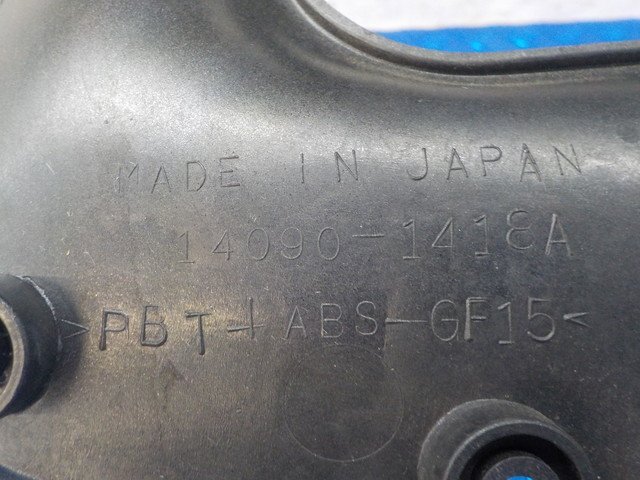 MADE IN JAPAN
14090-1418A
>PBT+ABS-GF15<